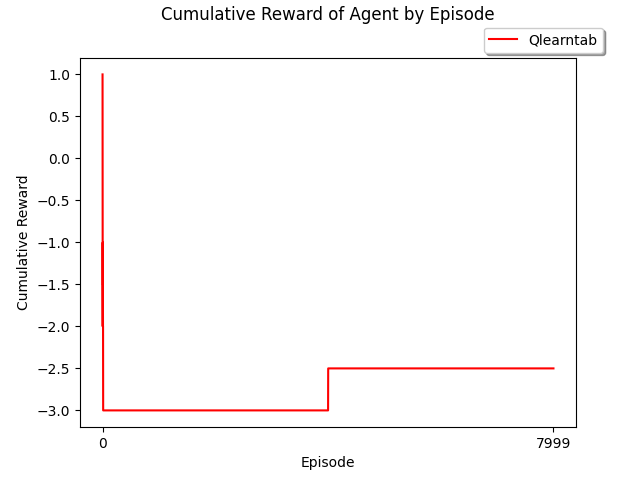 Cumulative Reward of Agent by Episode
Qlearntab
1.0
0.5
0.0
−0.5
−1.0
−1.5
−2.0
−2.5
−3.0
Cumulative Reward
0
7999
Episode